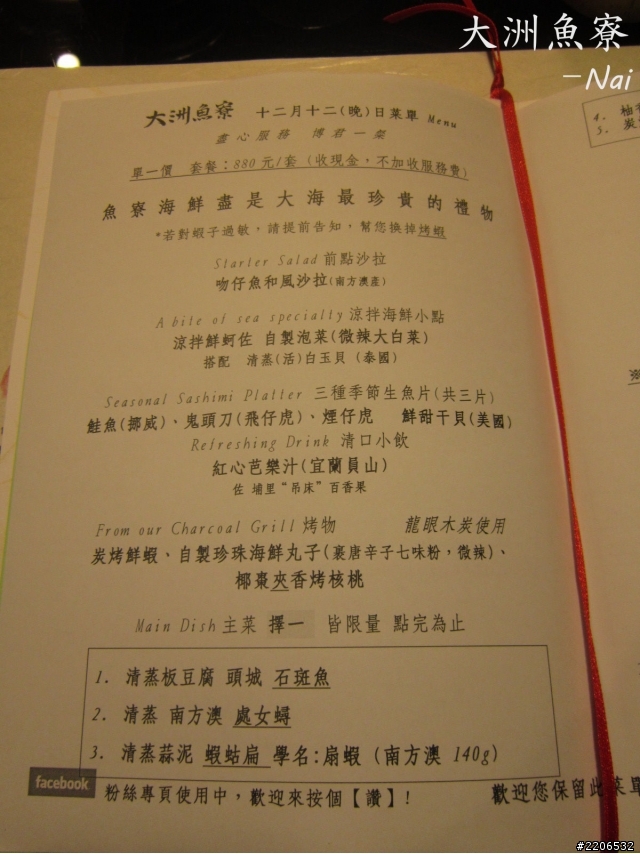 大洲魚寮
-Nai
大洲魚寮 十二月十二(晚)日菜單 Menu
盡心服務 博君一粲
單一價 套餐：880元/套 (收現金，不加收服務費)
魚寮海鮮盡是大海最珍貴的禮物
*若對蝦子過敏，請提前告知，幫您換掉烤蝦
Starter Salad 前點沙拉
吻仔魚和風沙拉(南方澳產)
A bite of sea specialty 涼拌海鮮小點
涼拌鮮蚵佐 自製泡菜(微辣大白菜)
搭配 清蒸(活)白玉貝 (泰國)
Seasonal Sashimi Platter 三種季節生魚片(共三片)
鮭魚(挪威)、鬼頭刀(飛仔虎)、煙仔虎 鮮甜干貝(美國)
Refreshing Drink 清口小飲
紅心芭樂汁(宜蘭員山)
佐 埔里“吊床”百香果
From our Charcoal Grill 烤物 龍眼木炭使用
炭烤鮮蝦、自製珍珠海鮮丸子(裹唐辛子七味粉，微辣)、
椰棗夾香烤核桃
Main Dish 主菜 擇一 皆限量 點完為止
1. 清蒸板豆腐 頭城 石斑魚
2. 清蒸 南方澳 處女蟳
3. 清蒸蒜泥 蝦蛄扁 學名:扇蝦 (南方澳 140g)
facebook 粉絲專頁使用中，歡迎來按個【讚】!
4. 柚
5. 炭
※
歡迎您保留此菜單
#2206532